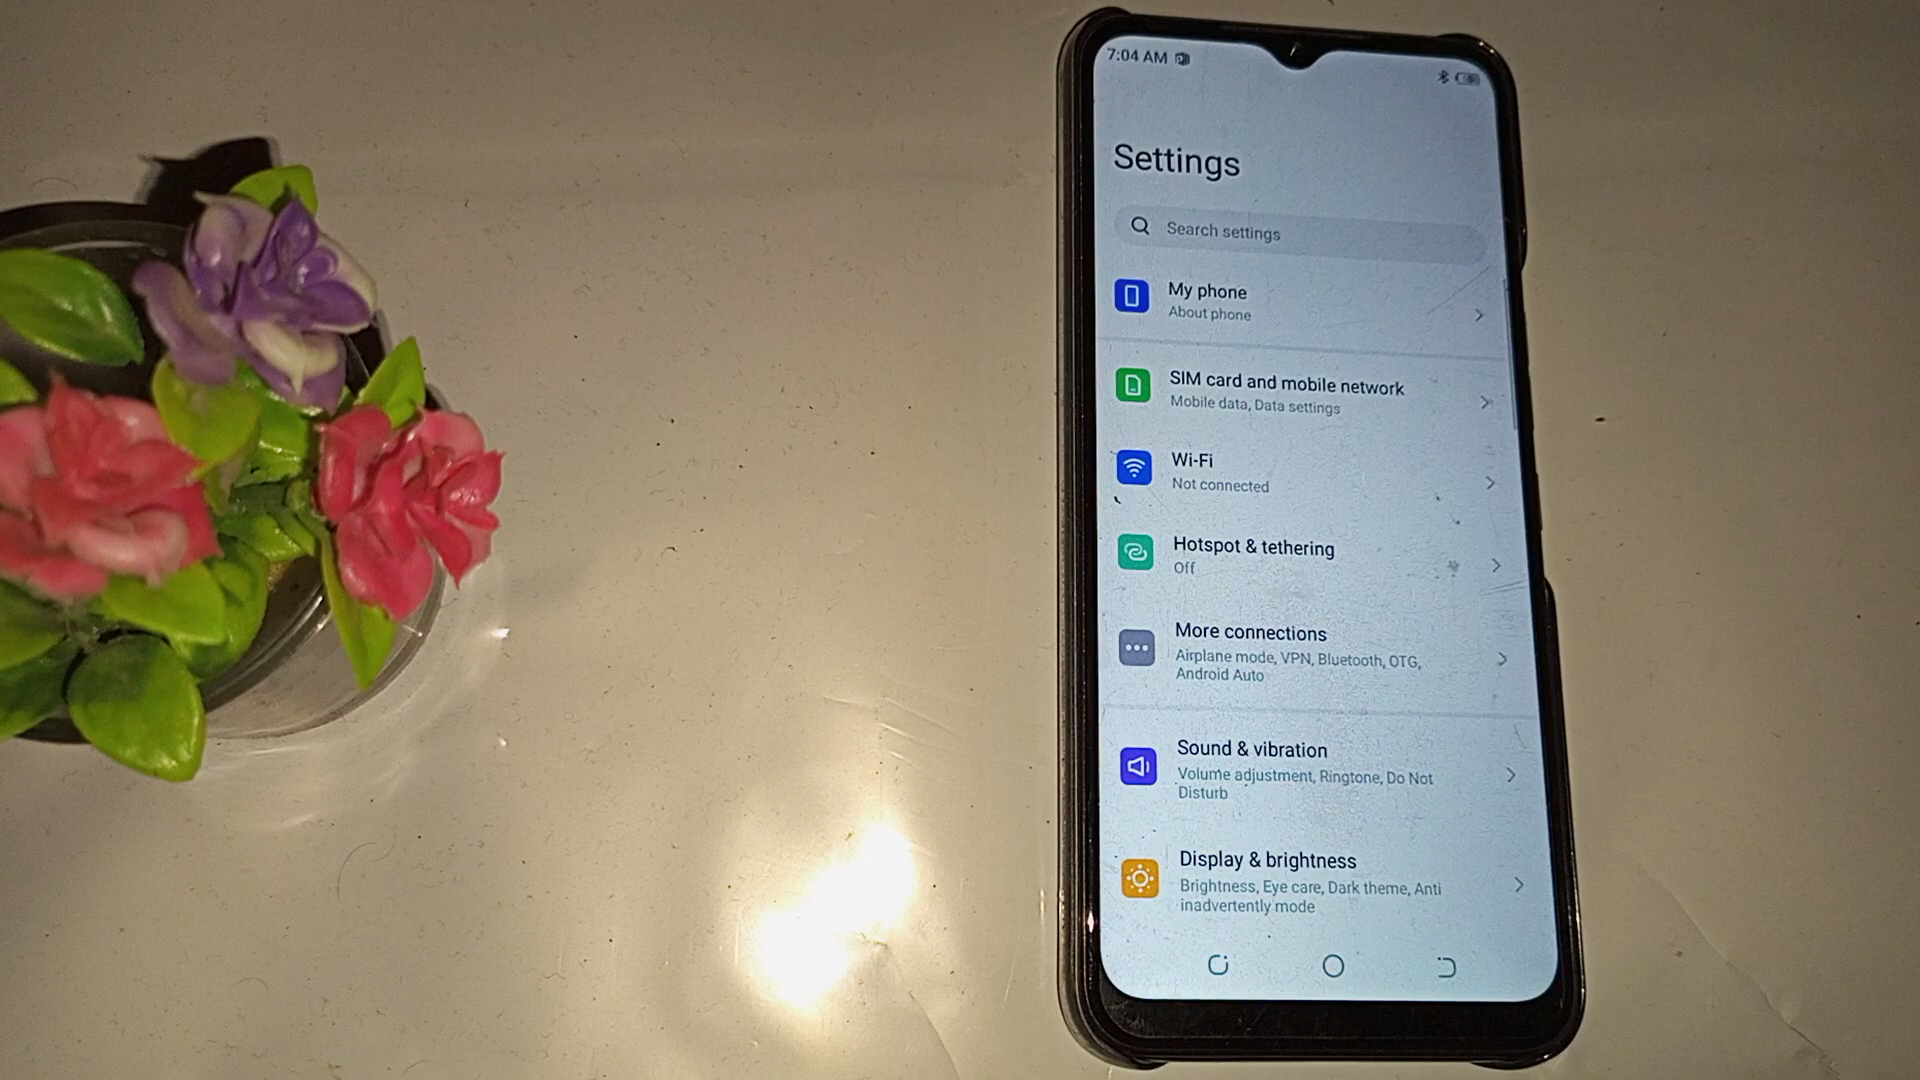 7:04 AM
Settings
Search settings
My phone
About phone
SIM card and mobile network
Mobile data, Data settings
Wi-Fi
Not connected
Hotspot & tethering
Off
More connections
Airplane mode, VPN, Bluetooth, OTG,
Android Auto
Sound & vibration
Volume adjustment, Ringtone, Do Not
Disturb
Display & brightness
Brightness, Eye care, Dark theme, Anti
inadvertently mode